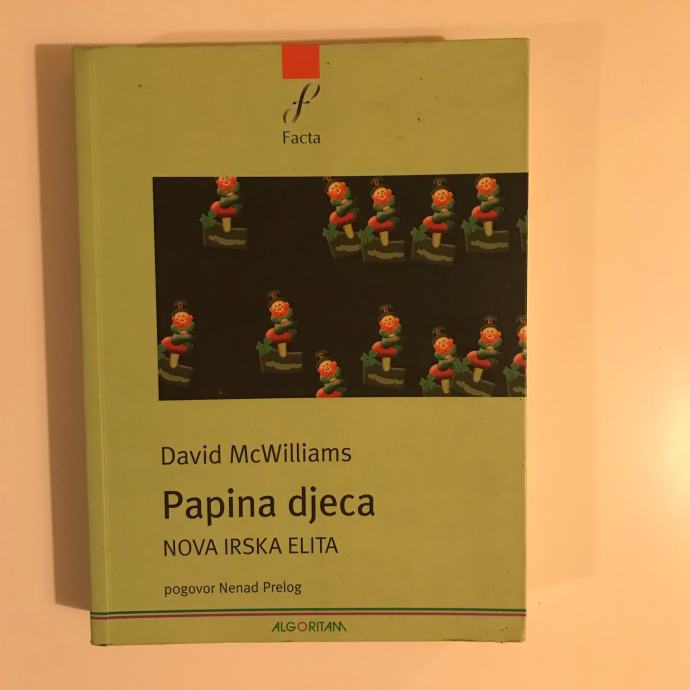 Facta
David McWilliams
Papina djeca
NOVA IRSKA ELITA
pogovor Nenad Prelog
ALGORITAM